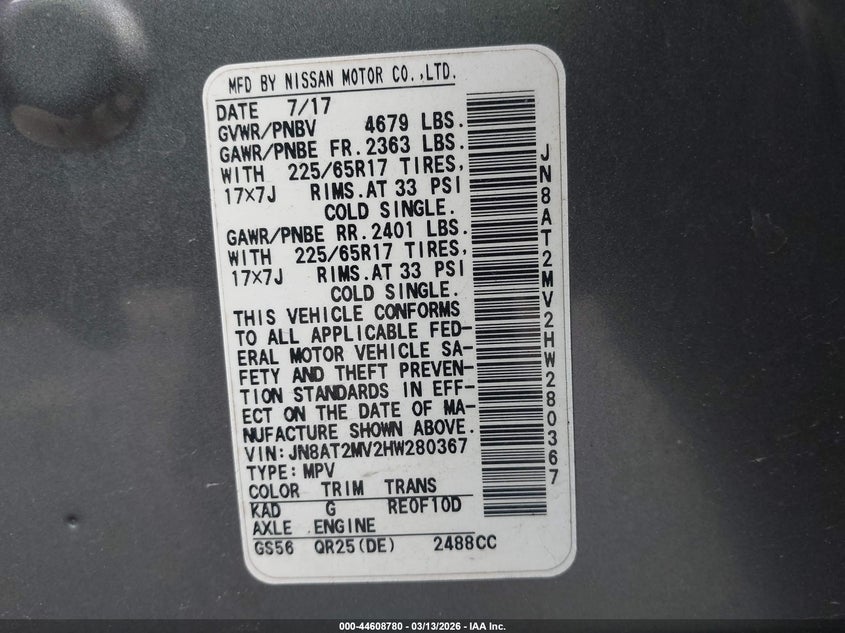 MFD BY NISSAN MOTOR CO.,LTD.
DATE 7/17
GVWR/PNBV 4679 LBS.
GAWR/PNBE FR. 2363 LBS.
WITH 225/65R17 TIRES,
17×7J RIMS.AT 33 PSI
COLD SINGLE.
GAWR/PNBE RR. 2401 LBS.
WITH 225/65R17 TIRES,
17×7J RIMS.AT 33 PSI
COLD SINGLE.
THIS VEHICLE CONFORMS
TO ALL APPLICABLE FED-
ERAL MOTOR VEHICLE SA-
FETY AND THEFT PREVEN-
TION STANDARDS IN EFF-
ECT ON THE DATE OF MA-
NUFACTURE SHOWN ABOVE.
VIN:JN8AT2MV2HW280367
TYPE:MPV
COLOR TRIM TRANS
KAD G RE0F10D
AXLE ENGINE
GS56 QR25(DE) 2488CC
JN8AT2MV2HW280367
000-44608780 - 03/13/2026 - IAA Inc.